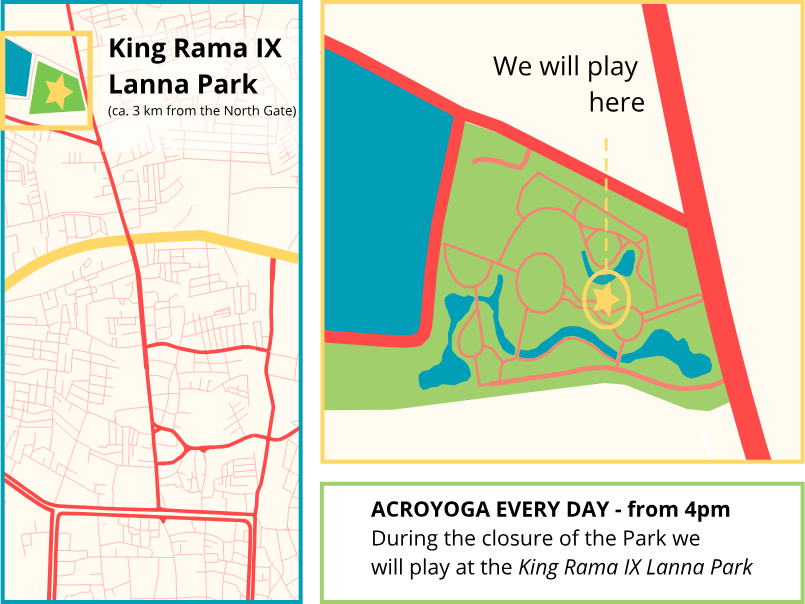 King Rama IX
Lanna Park
(ca. 3 km from the North Gate)
We will play
here
ACROYOGA EVERY DAY - from 4pm
During the closure of the Park we
will play at the King Rama IX Lanna Park